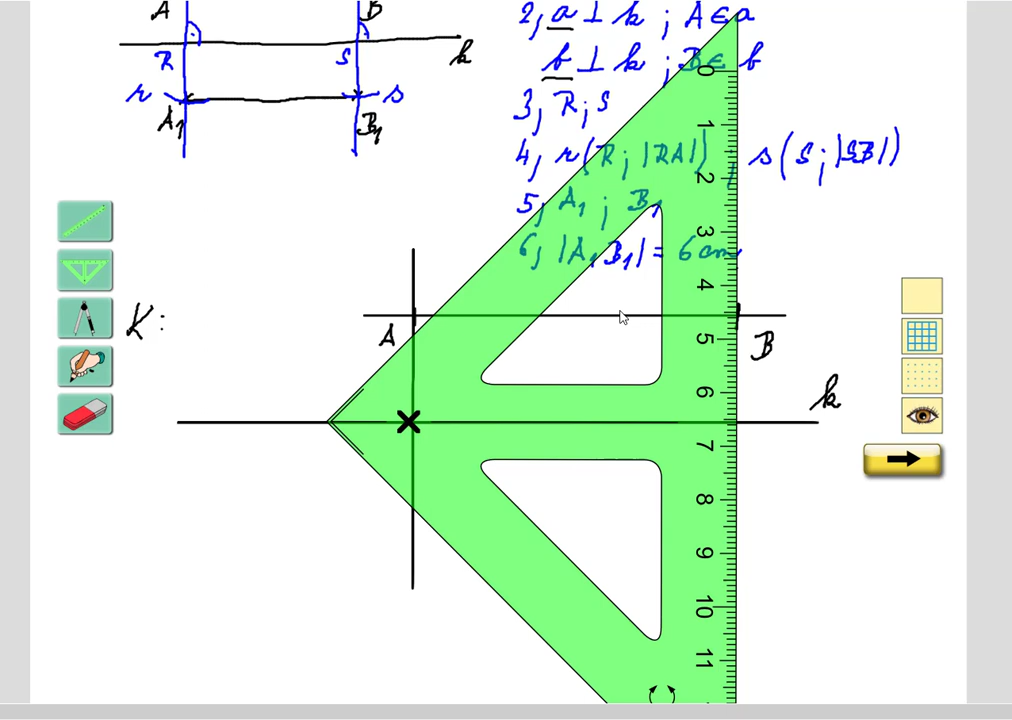 A B
R S k
r s
A₁ B₁
2, a ⊥ k ; A ∈ a
b ⊥ k ; B ∈ b
3, R ; S
4, r(R ; |RA|) ; s(S ; |SB|)
5, A₁ ; B₁
6, |A₁B₁| = 6 cm
K:
A B
k
0
1
2
3
4
5
6
7
8
9
10
11